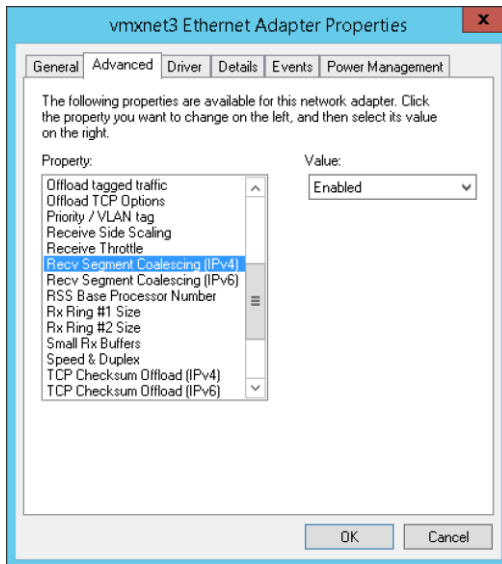 vmxnet3 Ethernet Adapter Properties
x
General Advanced Driver Details Events Power Management
The following properties are available for this network adapter. Click
the property you want to change on the left, and then select its value
on the right.
Property:
Value:
Offload tagged traffic
Offload TCP Options
Priority / VLAN tag
Receive Side Scaling
Receive Throttle
Recv Segment Coalescing (IPv4)
Recv Segment Coalescing (IPv6)
RSS Base Processor Number
Rx Ring #1 Size
Rx Ring #2 Size
Small Rx Buffers
Speed & Duplex
TCP Checksum Offload (IPv4)
TCP Checksum Offload (IPv6)
Enabled
OK Cancel